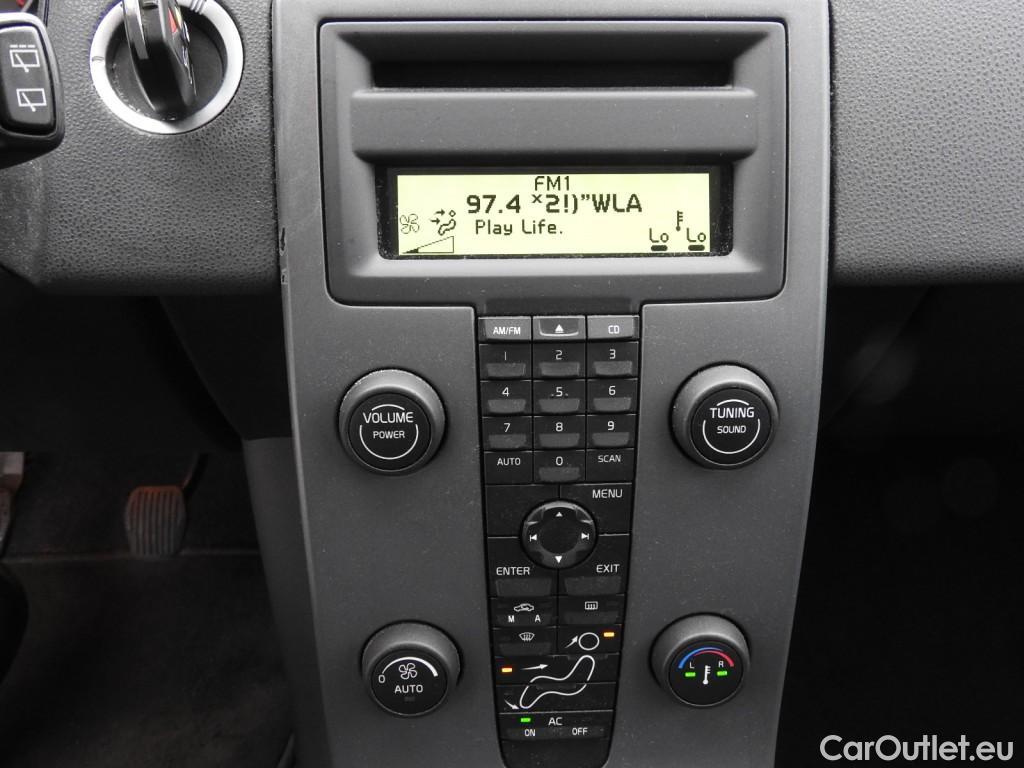 FM1
97.4 ×2!)”WLA
Play Life.
Lo Lo
AM/FM CD
1 2 3
4 5 6
7 8 9
AUTO 0 SCAN
VOLUME
POWER
TUNING
SOUND
MENU
ENTER EXIT
M A
0 AUTO
L R
AC
ON OFF
CarOutlet.eu